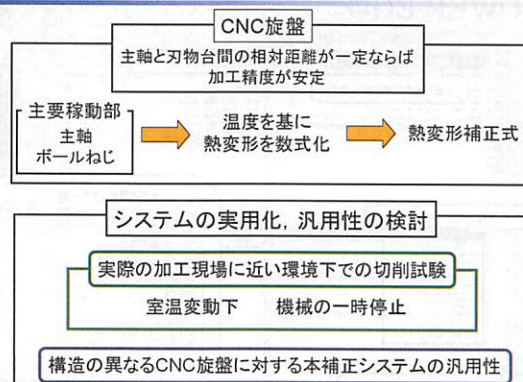 CNC旋盤
主軸と刃物台間の相対距離が一定ならば
加工精度が安定
主要稼動部
主軸
ボールねじ
温度を基に
熱変形を数式化
熱変形補正式
システムの実用化，汎用性の検討
実際の加工現場に近い環境下での切削試験
室温変動下 機械の一時停止
構造の異なるCNC旋盤に対する本補正システムの汎用性